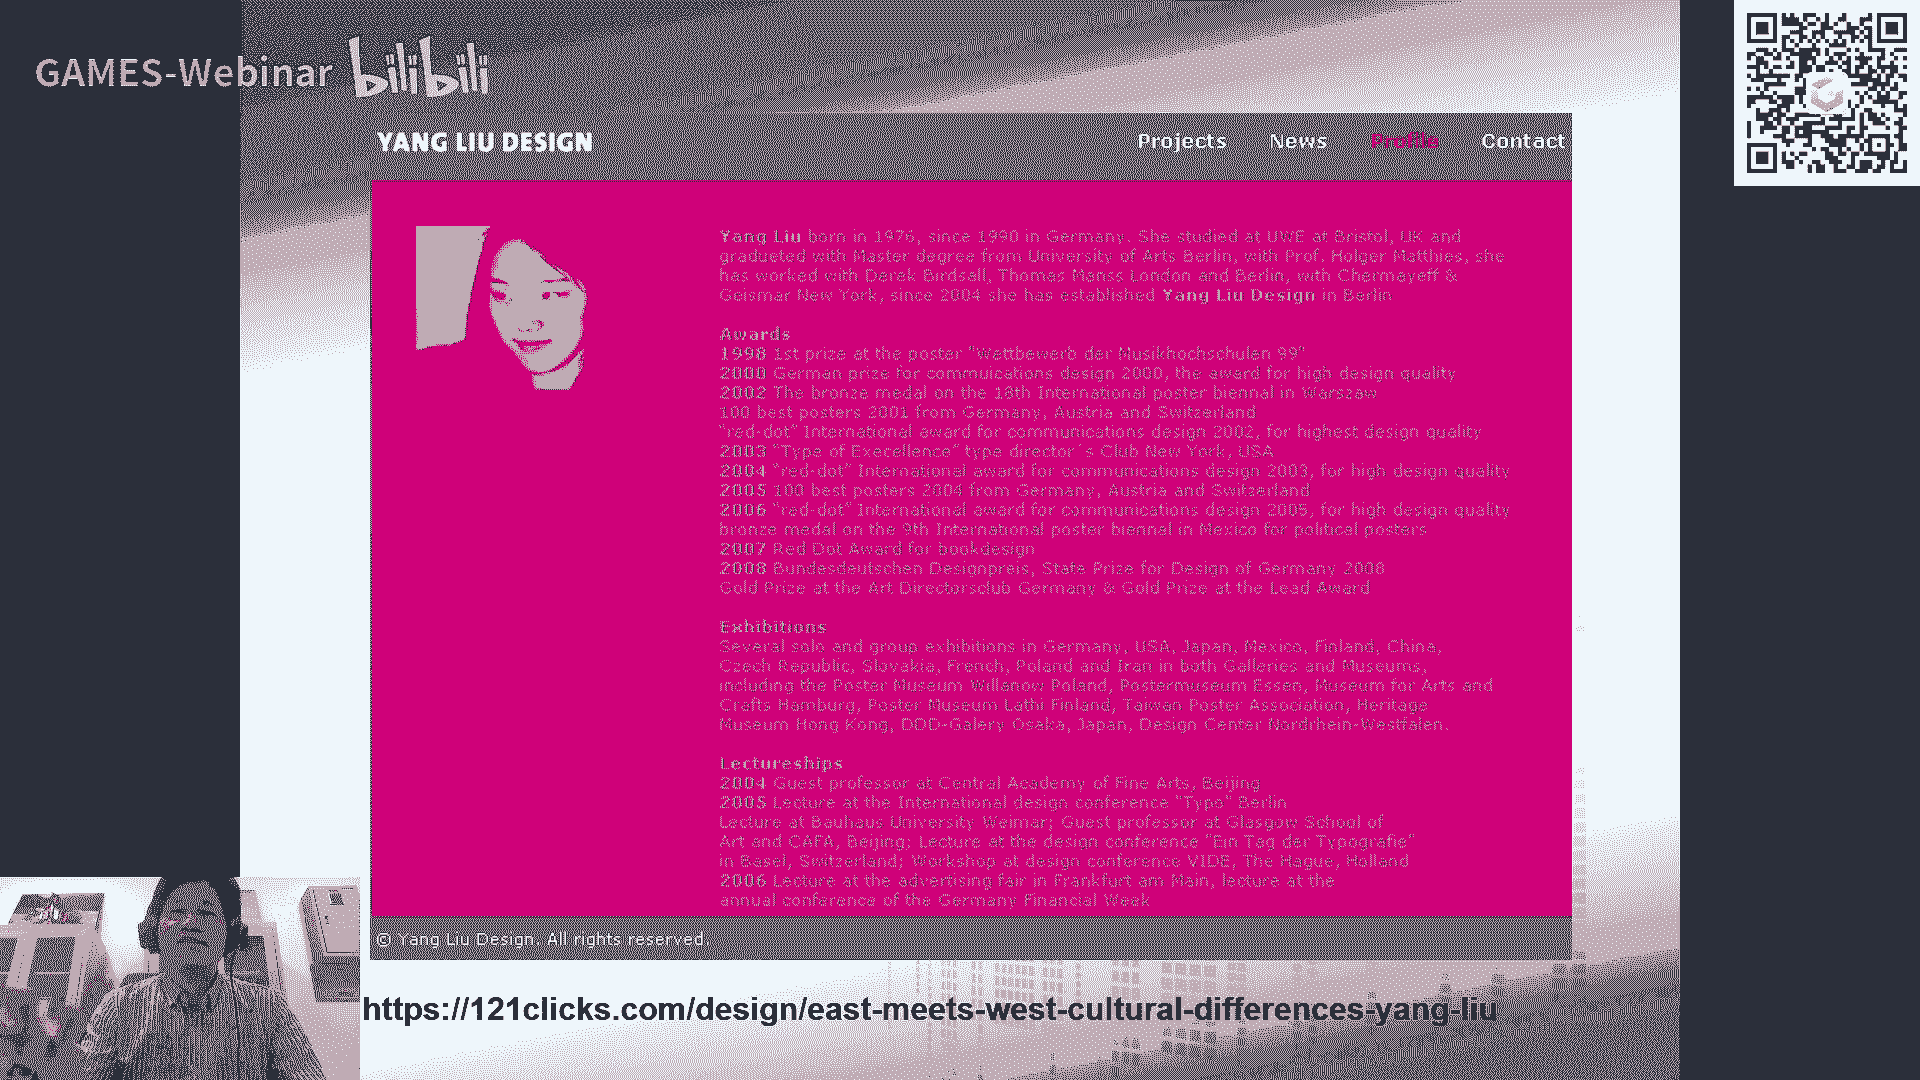 GAMES-Webinar bilibili
YANG LIU DESIGN
Projects News Profile Contact
Yang Liu born in 1976, since 1990 in Germany. She studied at UWE at Bristol, UK and
gradueted with Master degree from University of Arts Berlin, with Prof. Holger Matthies, she
has worked with Derek Birdsall, Thomas Manss London and Berlin, with Chermayeff &
Geismar New York, since 2004 she has established Yang Liu Design in Berlin
Awards
1998 1st prize at the poster "Wettbewerb der Musikhochschulen 99"
2000 German prize for commuications design 2000, the award for high design quality
2002 The bronze medal on the 18th International poster biennal in Warszaw
100 best posters 2001 from Germany, Austria and Switzerland
"red-dot" International award for communications design 2002, for highest design quality
2003 "Type of Execellence" type director´s Club New York, USA
2004 "red-dot" International award for communications design 2003, for high design quality
2005 100 best posters 2004 from Germany, Austria and Switzerland
2006 "red-dot" International award for communications design 2005, for high design quality
bronze medal on the 9th International poster biennal in Mexico for political posters
2007 Red Dot Award for bookdesign
2008 Bundesdeutschen Designpreis, State Prize for Design of Germany 2008
Gold Prize at the Art Directorsclub Germany & Gold Prize at the Lead Award
Exhibitions
Several solo and group exhibitions in Germany, USA, Japan, Mexico, Finland, China,
Czech Republic, Slovakia, French, Poland and Iran in both Galleries and Museums,
including the Poster Museum Willanow Poland, Postermuseum Essen, Museum for Arts and
Crafts Hamburg, Poster Museum Lathi Finland, Taiwan Poster Association, Heritage
Museum Hong Kong, DDD-Galery Osaka, Japan, Design Center Nordrhein-Westfalen.
Lectureships
2004 Guest professor at Central Academy of Fine Arts, Beijing
2005 Lecture at the International design conference "Typo" Berlin
Lecture at Bauhaus University Weimar; Guest professor at Glasgow School of
Art and CAFA, Beijing; Lecture at the design conference "Ein Tag der Typografie"
in Basel, Switzerland; Workshop at design conference VIDE, The Hague, Holland
2006 Lecture at the advertising fair in Frankfurt am Main, lecture at the
annual conference of the Germany Financial Week
© Yang Liu Design. All rights reserved.
https://121clicks.com/design/east-meets-west-cultural-differences-yang-liu